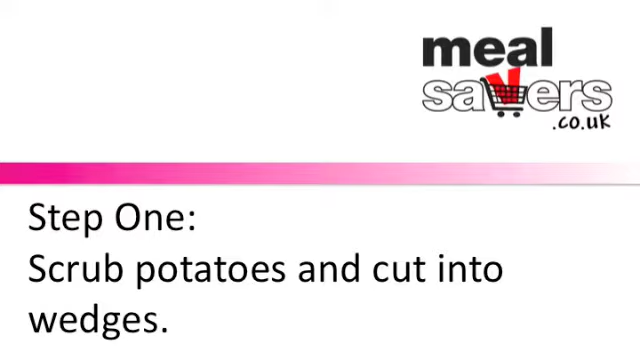 meal
savers
.co.uk
Step One:
Scrub potatoes and cut into
wedges.